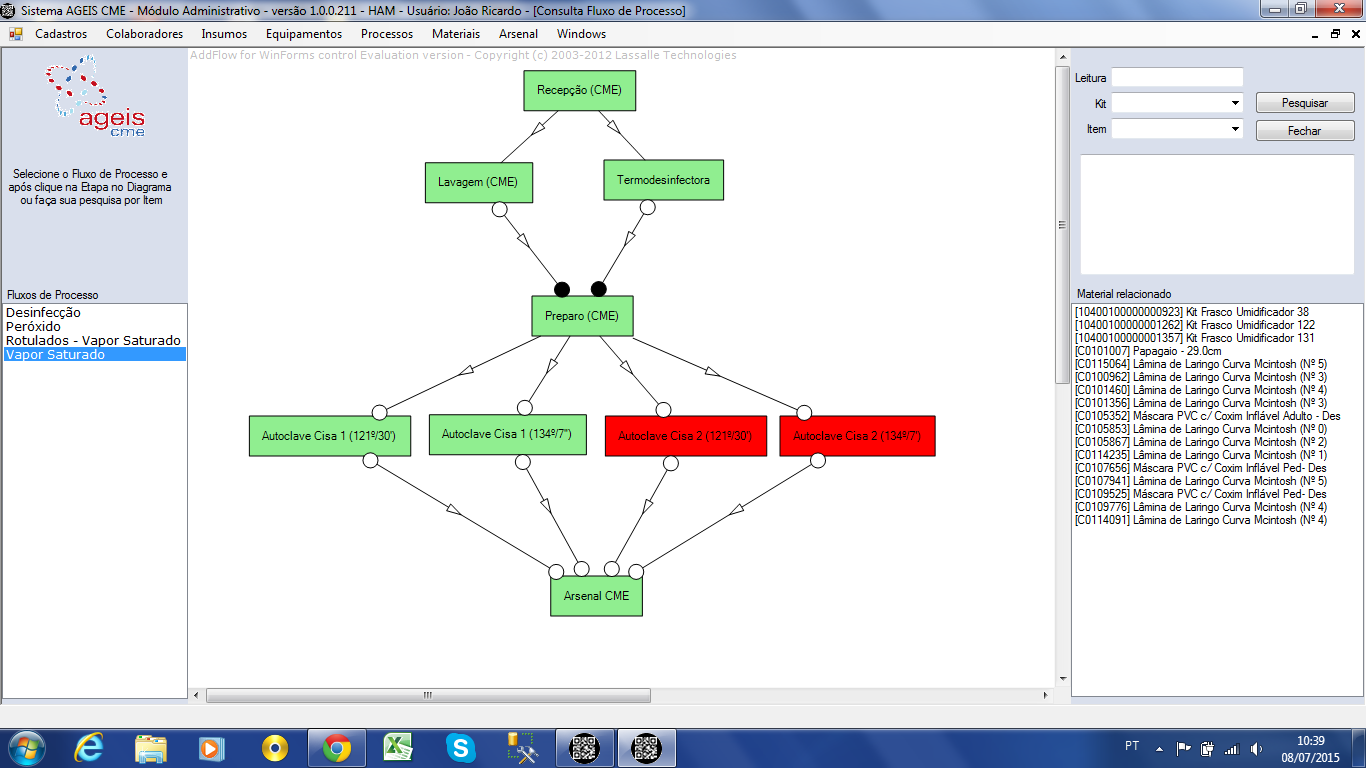 Sistema AGEIS CME - Módulo Administrativo - versão 1.0.0.211 - HAM - Usuário: João Ricardo - [Consulta Fluxo de Processo]
Cadastros Colaboradores Insumos Equipamentos Processos Materiais Arsenal Windows
ageis
cme
Selecione o Fluxo de Processo e
após clique na Etapa no Diagrama
ou faça sua pesquisa por Item
Fluxos de Processo
Desinfecção
Peróxido
Rotulados - Vapor Saturado
Vapor Saturado
AddFlow for WinForms control Evaluation version - Copyright (c) 2003-2012 Lassalle Technologies
Recepção (CME)
Lavagem (CME)
Termodesinfectora
Preparo (CME)
Autoclave Cisa 1 (121º/30')
Autoclave Cisa 1 (134º/7")
Autoclave Cisa 2 (121º/30')
Autoclave Cisa 2 (134º/7')
Arsenal CME
Leitura
Kit
Pesquisar
Item
Fechar
Material relacionado
[10400100000000923] Kit Frasco Umidificador 38
[10400100000001262] Kit Frasco Umidificador 122
[10400100000001357] Kit Frasco Umidificador 131
[C0101007] Papagaio - 29.0cm
[C0115064] Lâmina de Laringo Curva Mcintosh (Nº 5)
[C0100962] Lâmina de Laringo Curva Mcintosh (Nº 3)
[C0101460] Lâmina de Laringo Curva Mcintosh (Nº 4)
[C0101356] Lâmina de Laringo Curva Mcintosh (Nº 3)
[C0105352] Máscara PVC c/ Coxim Inflável Adulto - Des
[C0105853] Lâmina de Laringo Curva Mcintosh (Nº 0)
[C0105867] Lâmina de Laringo Curva Mcintosh (Nº 2)
[C0114235] Lâmina de Laringo Curva Mcintosh (Nº 1)
[C0107656] Máscara PVC c/ Coxim Inflável Ped- Des
[C0107941] Lâmina de Laringo Curva Mcintosh (Nº 5)
[C0109525] Máscara PVC c/ Coxim Inflável Ped- Des
[C0109776] Lâmina de Laringo Curva Mcintosh (Nº 4)
[C0114091] Lâmina de Laringo Curva Mcintosh (Nº 4)
PT
10:39
08/07/2015